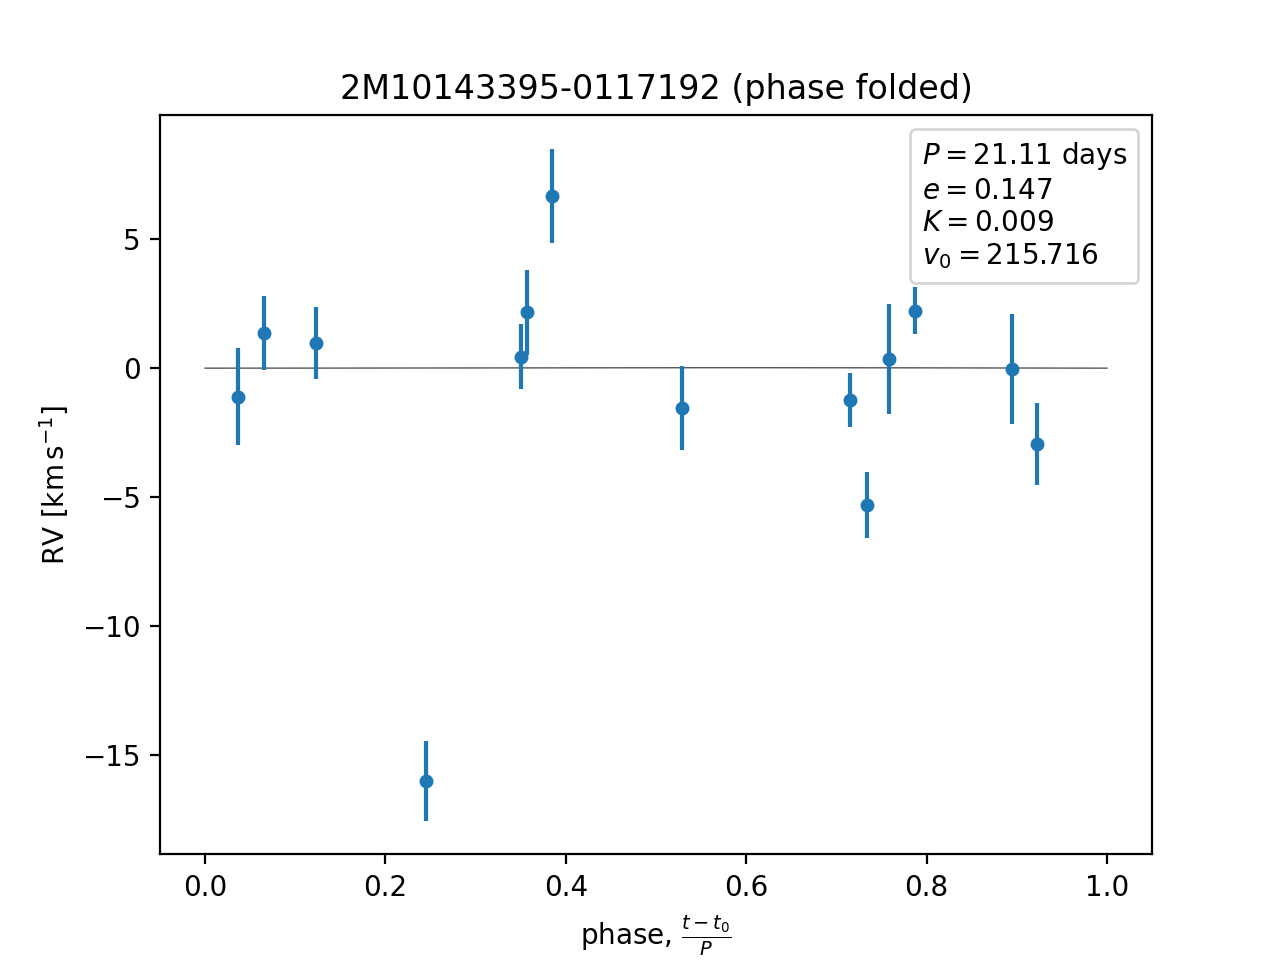 2M10143395-0117192 (phase folded)
P = 21.11 days
e = 0.147
K = 0.009
v₀ = 215.716
RV [km s⁻¹]
5
0
−5
−10
−15
0.0 0.2 0.4 0.6 0.8 1.0
phase, (t − t₀)/P